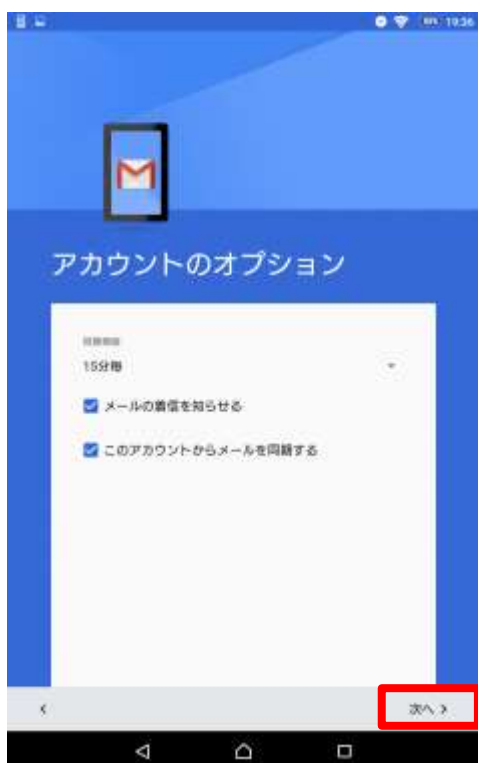 19:36
アカウントのオプション
15分毎
メールの着信を知らせる
このアカウントからメールを同期する
次へ